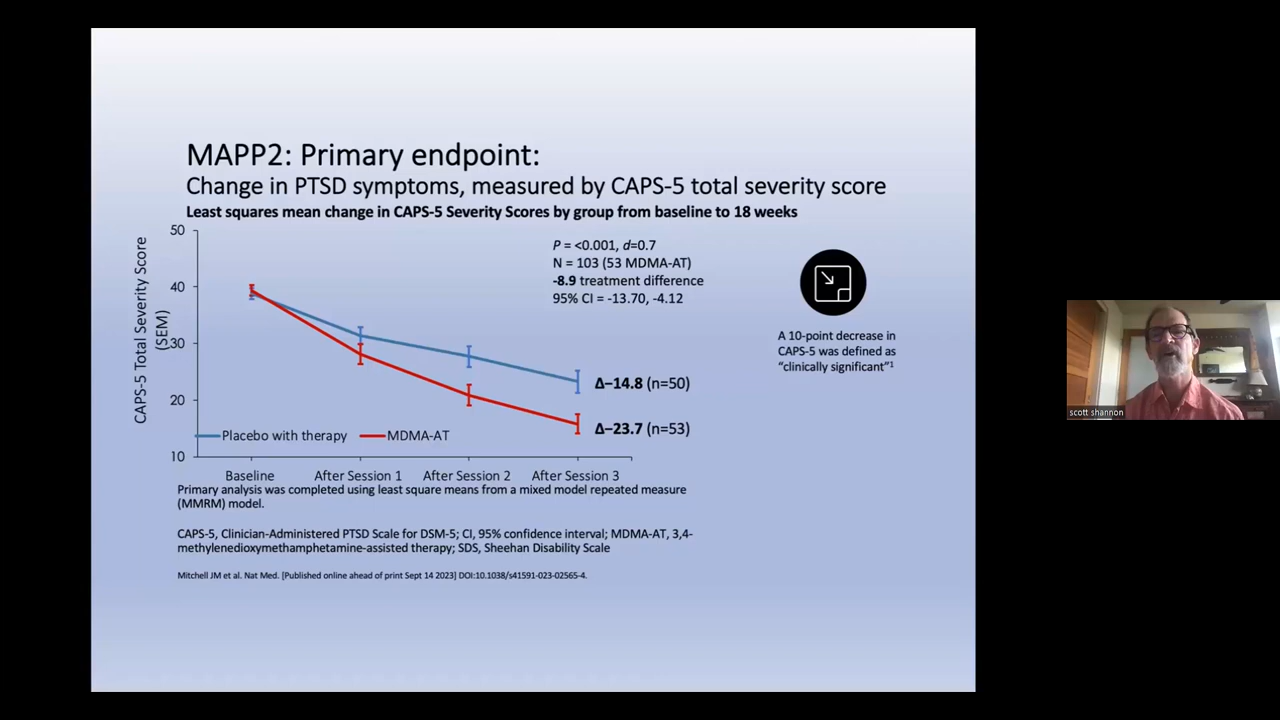 MAPP2: Primary endpoint:
Change in PTSD symptoms, measured by CAPS-5 total severity score
Least squares mean change in CAPS-5 Severity Scores by group from baseline to 18 weeks
CAPS-5 Total Severity Score
(SEM)
50
40
30
20
10
P = <0.001, d=0.7
N = 103 (53 MDMA-AT)
-8.9 treatment difference
95% CI = -13.70, -4.12
Δ–14.8 (n=50)
Δ–23.7 (n=53)
Placebo with therapy
MDMA-AT
Baseline
After Session 1
After Session 2
After Session 3
A 10-point decrease in
CAPS-5 was defined as
“clinically significant”¹
Primary analysis was completed using least square means from a mixed model repeated measure
(MMRM) model.
CAPS-5, Clinician-Administered PTSD Scale for DSM-5; CI, 95% confidence interval; MDMA-AT, 3,4-
methylenedioxymethamphetamine-assisted therapy; SDS, Sheehan Disability Scale
Mitchell JM et al. Nat Med. [Published online ahead of print Sept 14 2023] DOI:10.1038/s41591-023-02565-4.
scott shannon